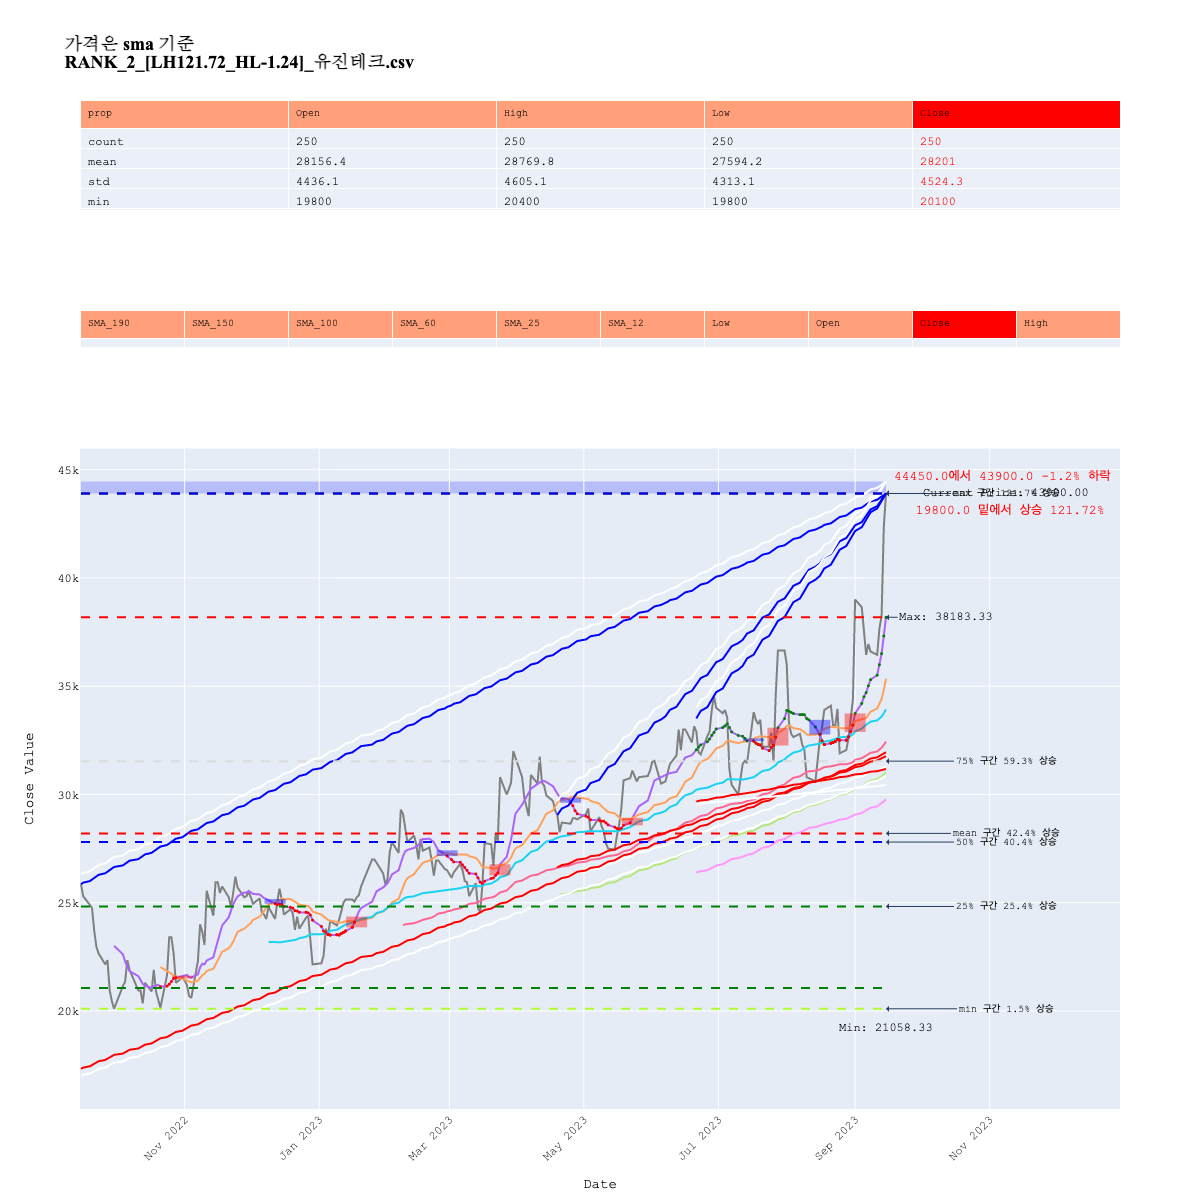 가격은 sma 기준
RANK_2_[LH121.72_HL-1.24]_유진테크.csv
prop Open High Low Close
count 250 250 250 250
mean 28156.4 28769.8 27594.2 28201
std 4436.1 4605.1 4313.1 4524.3
min 19800 20400 19800 20100
SMA_190 SMA_150 SMA_100 SMA_60 SMA_25 SMA_12 Low Open Close High
45k
44450.0에서 43900.0 -1.2% 하락
19800.0 밑에서 상승 121.72%
40k
Max: 38183.33
35k
75% 구간 59.3% 상승
30k
mean 구간 42.4% 상승
50% 구간 40.4% 상승
25k
25% 구간 25.4% 상승
20k
min 구간 1.5% 상승
Min: 21058.33
Close Value
Nov 2022
Jan 2023
Mar 2023
May 2023
Jul 2023
Sep 2023
Nov 2023
Date